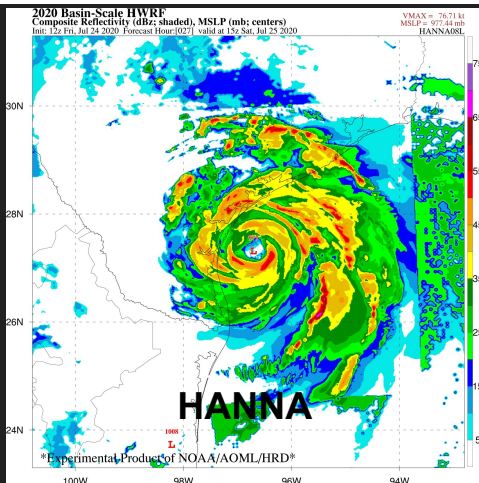 2020 Basin-Scale HWRF
Composite Reflectivity (dBz; shaded), MSLP (mb; centers)
Init: 12z Fri, Jul 24 2020 Forecast Hour:[027] valid at 15z Sat, Jul 25 2020
VMAX = 76.71 kt
MSLP = 977.44 mb
HANNA08L
30N
28N
26N
24N
L
HANNA
1008
L
*Experimental Product of NOAA/AOML/HRD*
100W
98W
96W
94W